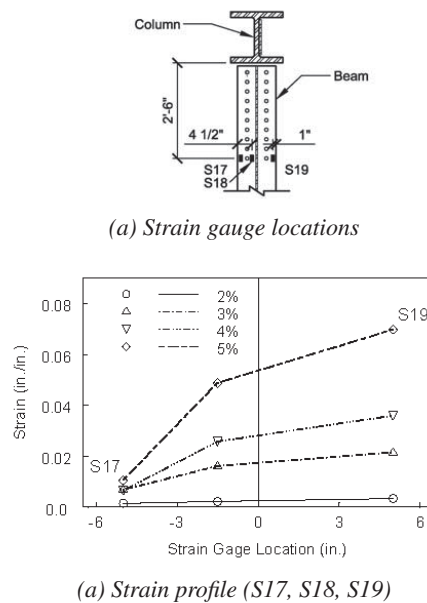 Column
Beam
2'-6"
4 1/2"
1"
S17
S18
S19
(a) Strain gauge locations
Strain (in./in.)
0.08
0.06
0.04
0.02
0.0
2%
3%
4%
5%
S19
S17
-6
-3
0
3
6
Strain Gage Location (in.)
(a) Strain profile (S17, S18, S19)